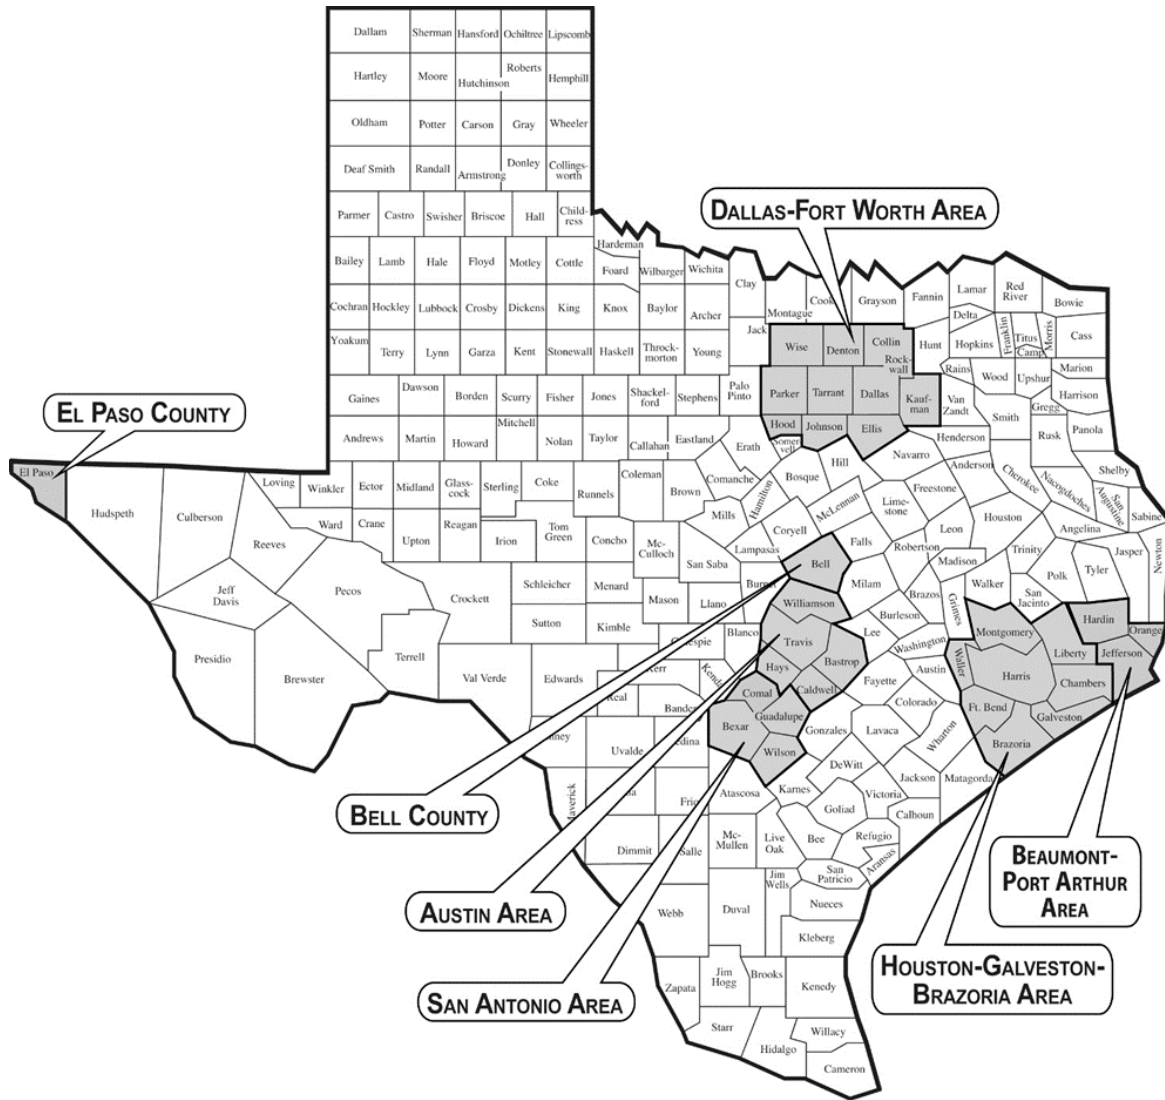 Dallam
Sherman
Hansford
Ochiltree
Lipscomb
Hartley
Moore
Hutchinson
Roberts
Hemphill
Oldham
Potter
Carson
Gray
Wheeler
Deaf Smith
Randall
Armstrong
Donley
Collings-
worth
Parmer
Castro
Swisher
Briscoe
Hall
Child-
ress
DALLAS-FORT WORTH AREA
Bailey
Lamb
Hale
Floyd
Motley
Cottle
Hardeman
Foard
Wilbarger
Wichita
Clay
Montague
Cook
Grayson
Fannin
Lamar
Red
River
Bowie
Cochran
Hockley
Lubbock
Crosby
Dickens
King
Knox
Baylor
Archer
Jack
Wise
Denton
Collin
Rock-
wall
Hunt
Delta
Hopkins
Franklin
Titus
Camp
Morris
Cass
Yoakum
Terry
Lynn
Garza
Kent
Stonewall
Haskell
Throck-
morton
Young
Rains
Wood
Upshur
Marion
Gaines
Dawson
Borden
Scurry
Fisher
Jones
Shackel-
ford
Stephens
Palo
Pinto
Parker
Tarrant
Dallas
Kauf-
man
Van
Zandt
Smith
Gregg
Harrison
EL PASO COUNTY
Andrews
Martin
Howard
Mitchell
Nolan
Taylor
Callahan
Eastland
Erath
Hood
Somer
vell
Johnson
Ellis
Navarro
Henderson
Rusk
Panola
El Paso
Hudspeth
Culberson
Loving
Winkler
Ector
Midland
Glass-
cock
Sterling
Coke
Runnels
Coleman
Brown
Comanche
Hamilton
Bosque
Hill
Freestone
Anderson
Cherokee
Nacogdoches
Shelby
San
Augustine
Sabine
Reeves
Ward
Crane
Upton
Reagan
Irion
Tom
Green
Concho
Mc-
Culloch
San Saba
Mills
Lampasas
Coryell
McLennan
Lime-
stone
Falls
Robertson
Leon
Houston
Trinity
Angelina
Polk
Tyler
Jasper
Newton
Jeff
Davis
Pecos
Crockett
Schleicher
Menard
Mason
Llano
Burnet
Bell
Milam
Brazos
Madison
Grimes
Walker
San
Jacinto
Presidio
Brewster
Terrell
Val Verde
Sutton
Kimble
Gillespie
Blanco
Williamson
Travis
Lee
Burleson
Washington
Montgomery
Liberty
Hardin
Orange
Jefferson
Edwards
Kerr
Real
Bander
Kenda
Hays
Bastrop
Caldwell
Fayette
Austin
Waller
Harris
Chambers
Comal
Guadalupe
Bexar
Wilson
Gonzales
Lavaca
Colorado
Wharton
Ft. Bend
Galveston
Brazoria
nney
Uvalde
edina
DeWitt
Jackson
Matagorda
BELL COUNTY
averick
a
Frio
Atascosa
Karnes
Goliad
Victoria
Calhoun
Dimmit
Salle
Mc-
Mullen
Live
Oak
Bee
Refugio
Aransas
San
Patricio
BEAUMONT-
PORT ARTHUR
AREA
AUSTIN AREA
Webb
Duval
Jim
Wells
Nueces
Kleberg
HOUSTON-GALVESTON-
BRAZORIA AREA
SAN ANTONIO AREA
Zapata
Jim
Hogg
Brooks
Kenedy
Starr
Hidalgo
Willacy
Cameron